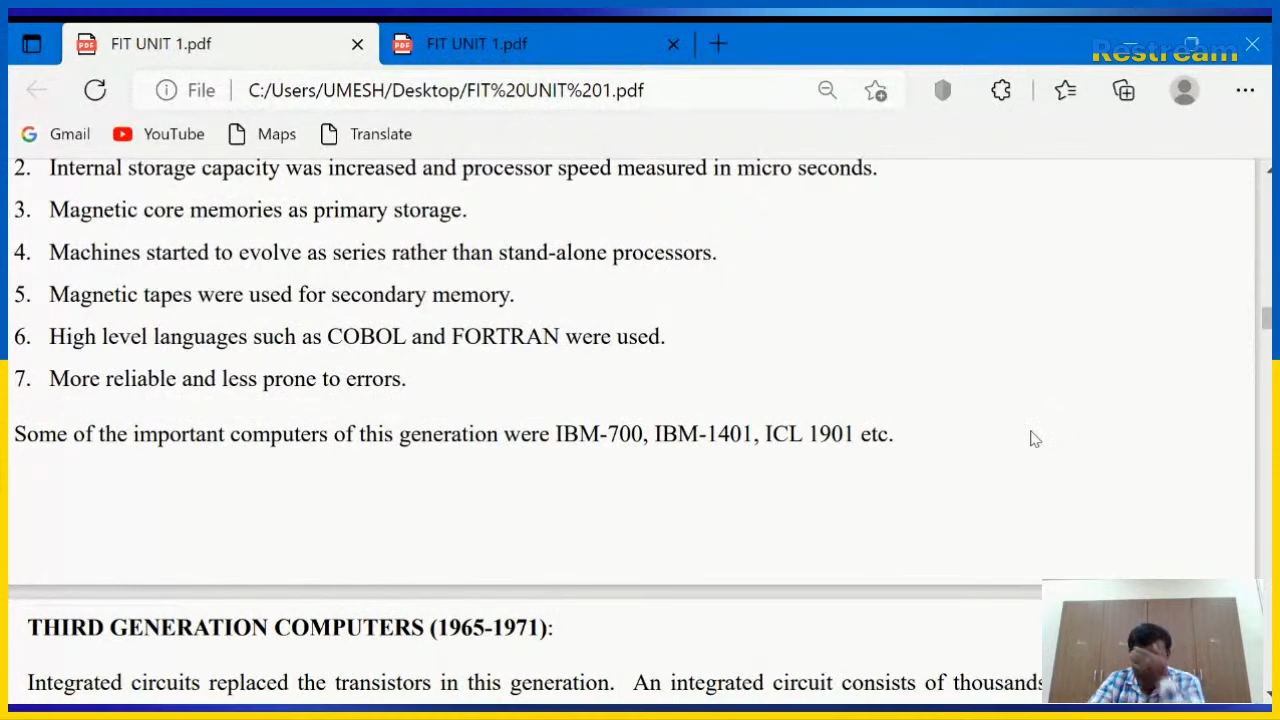 FIT UNIT 1.pdf
FIT UNIT 1.pdf
Restream
File
C:/Users/UMESH/Desktop/FIT%20UNIT%201.pdf
Gmail
YouTube
Maps
Translate
2. Internal storage capacity was increased and processor speed measured in micro seconds.
3. Magnetic core memories as primary storage.
4. Machines started to evolve as series rather than stand-alone processors.
5. Magnetic tapes were used for secondary memory.
6. High level languages such as COBOL and FORTRAN were used.
7. More reliable and less prone to errors.
Some of the important computers of this generation were IBM-700, IBM-1401, ICL 1901 etc.
THIRD GENERATION COMPUTERS (1965-1971):
Integrated circuits replaced the transistors in this generation. An integrated circuit consists of thousands